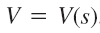 V = V(s).